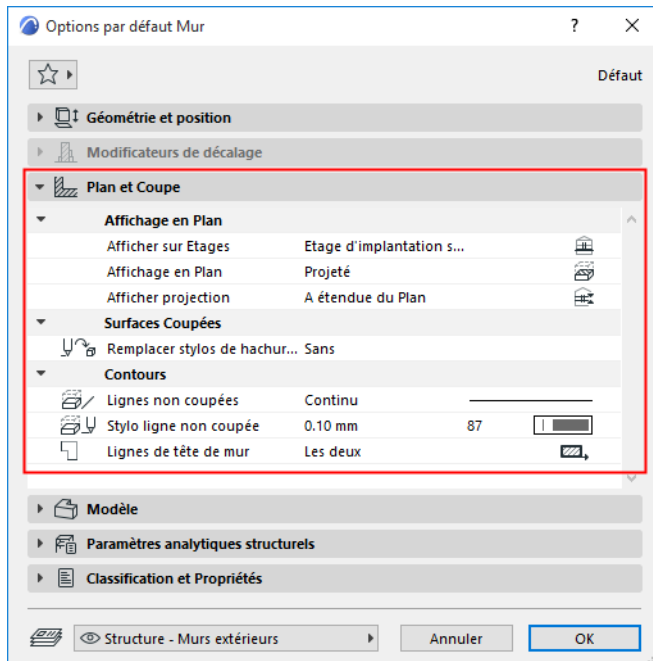 Options par défaut Mur ?
Défaut
Géométrie et position
Modificateurs de décalage
Plan et Coupe
Affichage en Plan
Afficher sur Etages Etage d'implantation s...
Affichage en Plan Projeté
Afficher projection A étendue du Plan
Surfaces Coupées
Remplacer stylos de hachur... Sans
Contours
Lignes non coupées Continu
Stylo ligne non coupée 0.10 mm 87
Lignes de tête de mur Les deux
Modèle
Paramètres analytiques structurels
Classification et Propriétés
Structure - Murs extérieurs Annuler OK